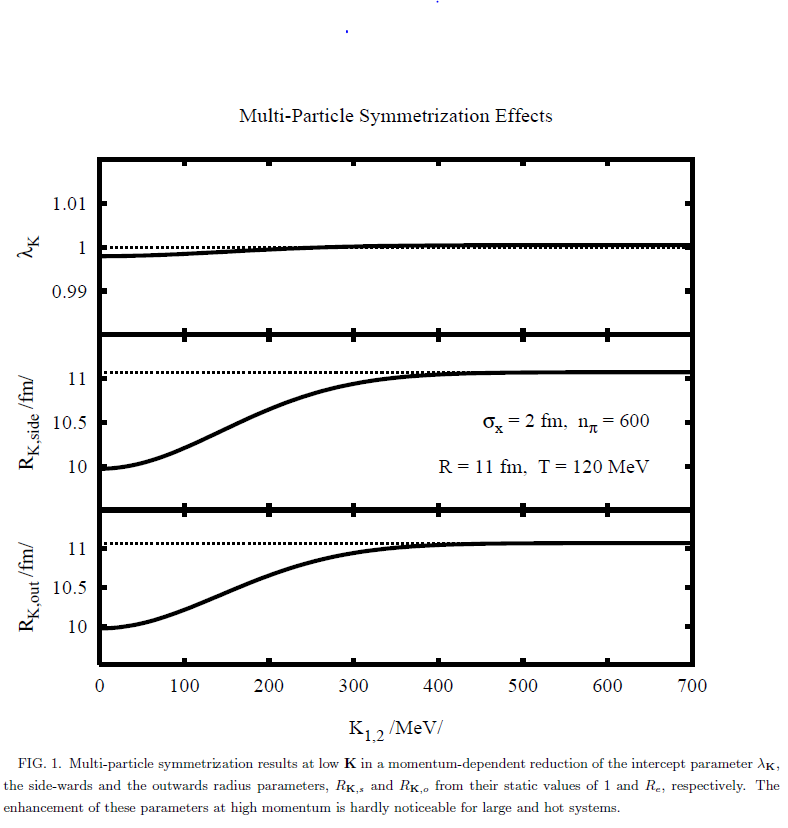 Multi-Particle Symmetrization Effects
1.01
1
0.99
λK
11
10.5
10
RK,side /fm/
σx = 2 fm, nπ = 600
R = 11 fm, T = 120 MeV
11
10.5
10
RK,out /fm/
0 100 200 300 400 500 600 700
K1,2 /MeV/
FIG. 1. Multi-particle symmetrization results at low K in a momentum-dependent reduction of the intercept parameter λK,
the side-wards and the outwards radius parameters, RK,s and RK,o from their static values of 1 and Re, respectively. The
enhancement of these parameters at high momentum is hardly noticeable for large and hot systems.